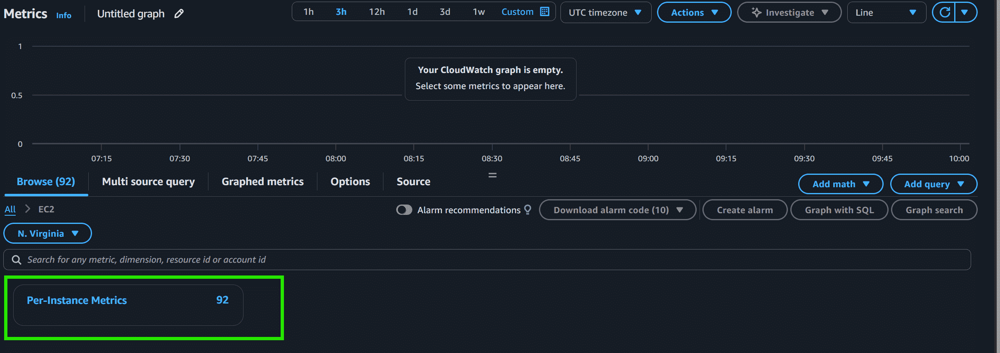 Metrics Info Untitled graph 1h 3h 12h 1d 3d 1w Custom UTC timezone Actions Investigate Line
1
Your CloudWatch graph is empty.
Select some metrics to appear here.
0.5
0
07:15 07:30 07:45 08:00 08:15 08:30 08:45 09:00 09:15 09:30 09:45 10:00
Browse (92) Multi source query Graphed metrics Options Source Add math Add query
All EC2 Alarm recommendations Download alarm code (10) Create alarm Graph with SQL Graph search
N. Virginia
Search for any metric, dimension, resource id or account id
Per-Instance Metrics 92